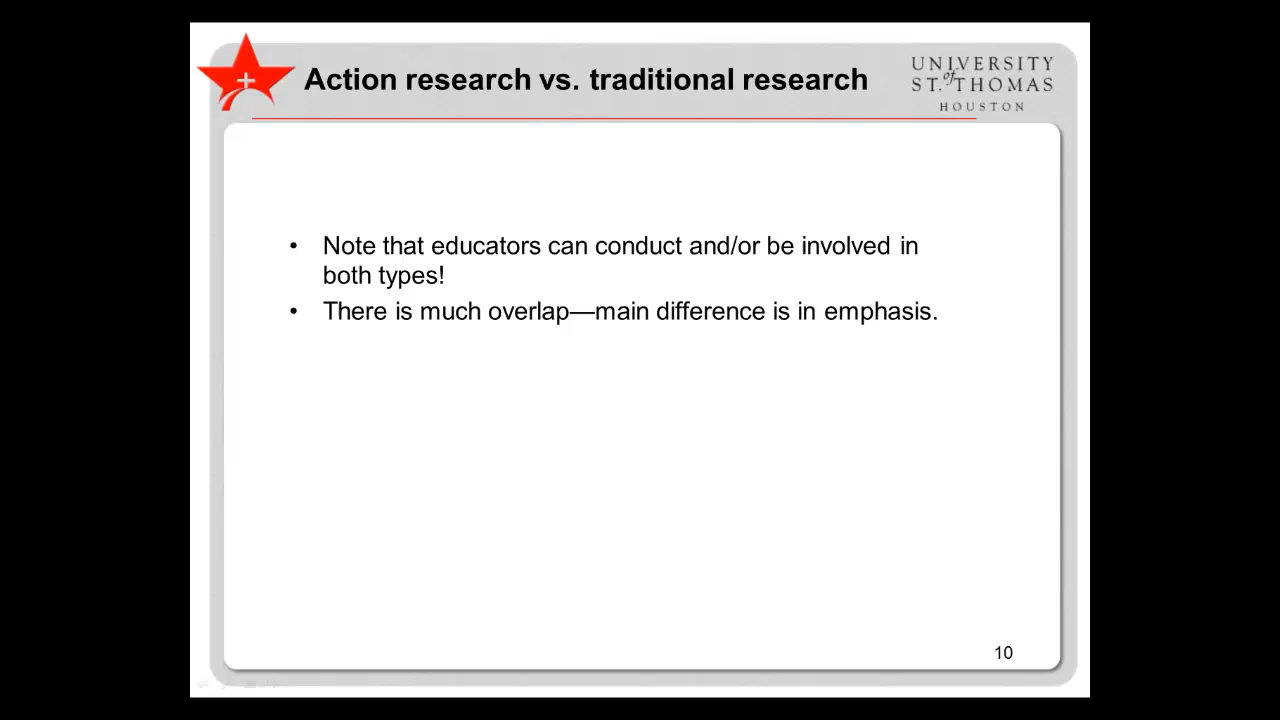 Action research vs. traditional research
UNIVERSITY
of
ST. THOMAS
HOUSTON
• Note that educators can conduct and/or be involved in
both types!
• There is much overlap—main difference is in emphasis.
10